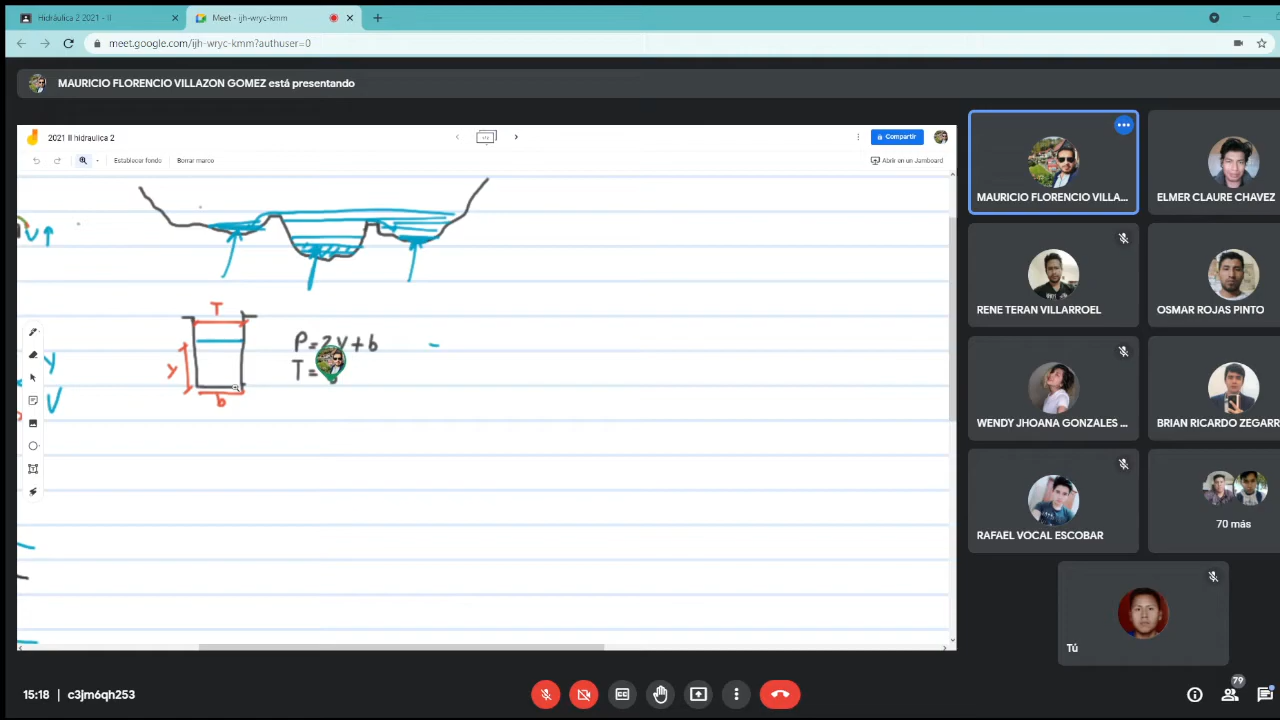 Hidráulica 2 2021 - II
Meet - ijh-wryc-kmm
meet.google.com/ijh-wryc-kmm?authuser=0
MAURICIO FLORENCIO VILLAZON GOMEZ está presentando
2021 II hidraulica 2
Compartir
Establecer fondo
Borrar marco
Abrir en un Jamboard
V
T
P=2y+b
T=
y
b
y
V
MAURICIO FLORENCIO VILLA...
ELMER CLAURE CHAVEZ
RENE TERAN VILLARROEL
OSMAR ROJAS PINTO
WENDY JHOANA GONZALES ...
BRIAN RICARDO ZEGARR
RAFAEL VOCAL ESCOBAR
70 más
Tú
15:18 | c3jm6qh253
79